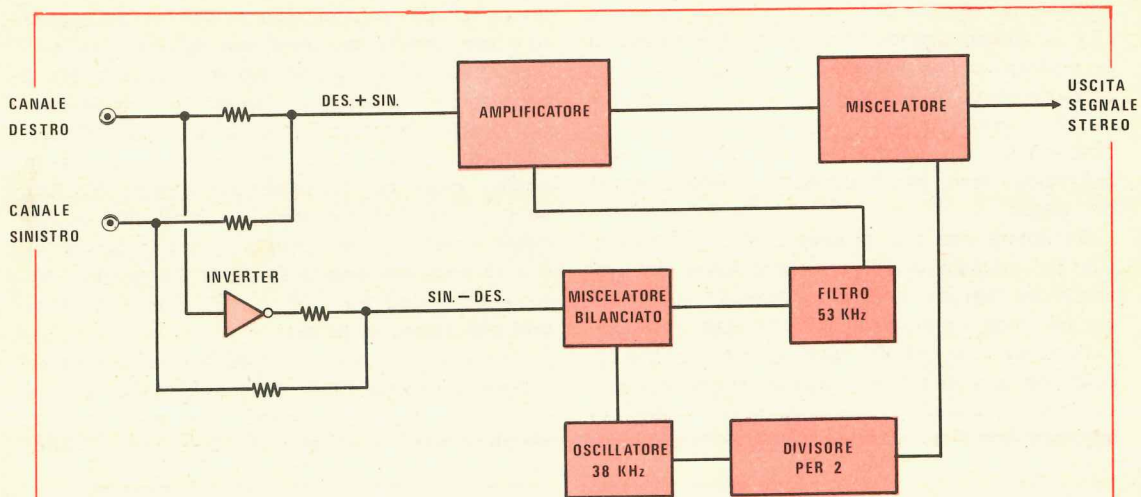 CANALE
DESTRO
DES.+ SIN.
AMPLIFICATORE
MISCELATORE
USCITA
SEGNALE
STEREO
CANALE
SINISTRO
INVERTER
SIN.– DES.
MISCELATORE
BILANCIATO
FILTRO
53 KHz
OSCILLATORE
38 KHz
DIVISORE
PER 2